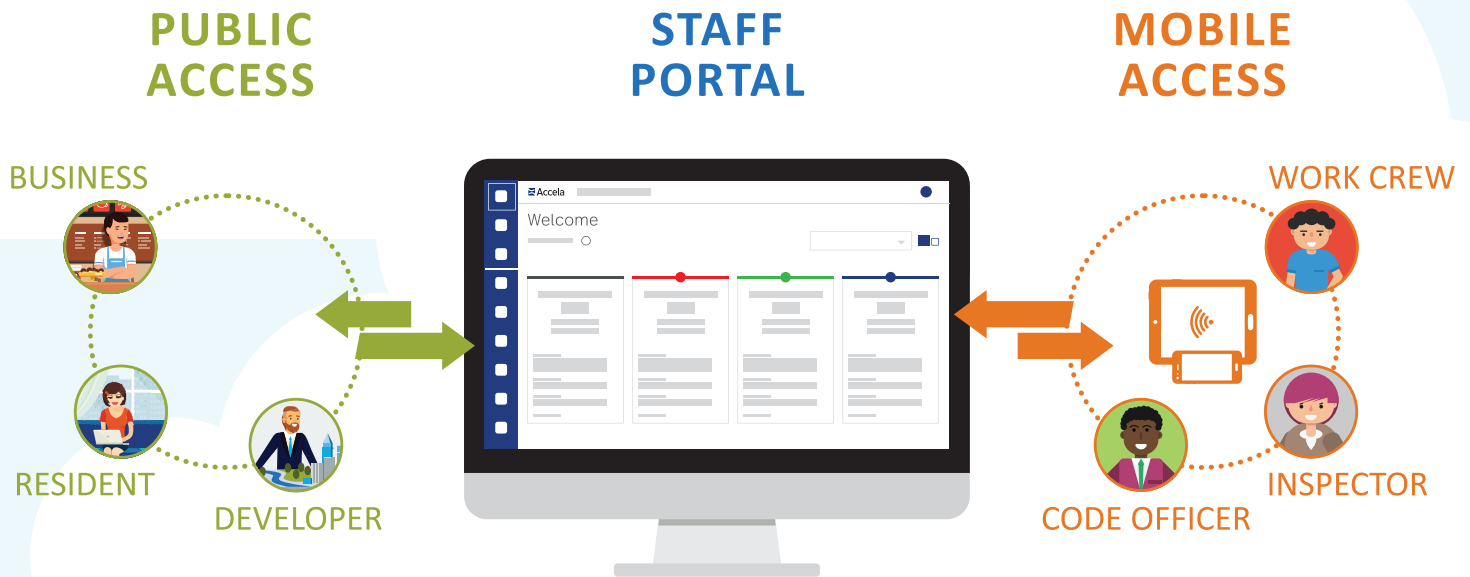 PUBLIC
ACCESS
STAFF
PORTAL
MOBILE
ACCESS
BUSINESS
RESIDENT
DEVELOPER
Accela
Welcome
WORK CREW
INSPECTOR
CODE OFFICER